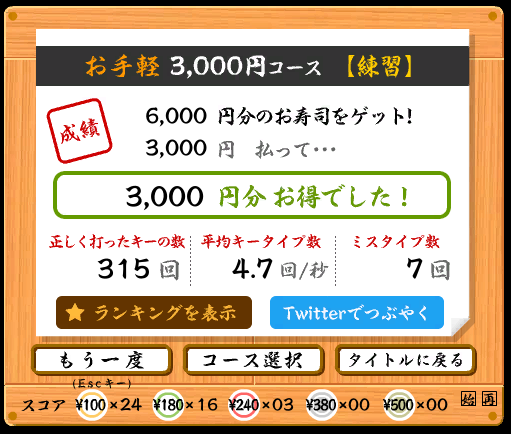 お手軽 3,000円コース 【練習】
成績
6,000 円分のお寿司をゲット!
3,000 円 払って…
3,000 円分 お得でした！
正しく打ったキーの数 平均キータイプ数 ミスタイプ数
315 回 4.7 回/秒 7 回
ランキングを表示 Twitterでつぶやく
もう一度 コース選択 タイトルに戻る
(Escキー)
スコア ¥100×24 ¥180×16 ¥240×03 ¥380×00 ¥500×00 始 再